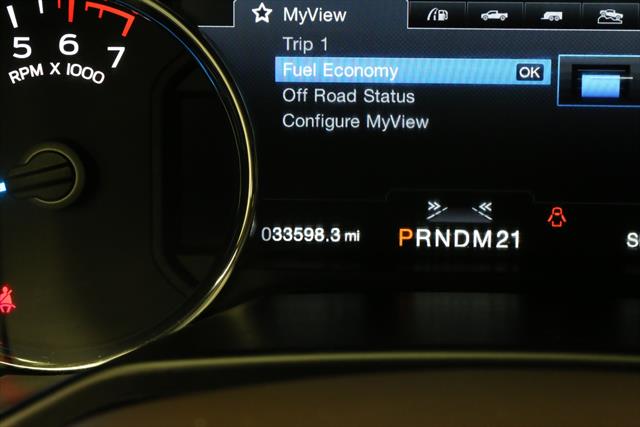 MyView
Trip 1
Fuel Economy OK
Off Road Status
Configure MyView
5 6 7
RPM X 1000
033598.3 mi
PRNDM21
S